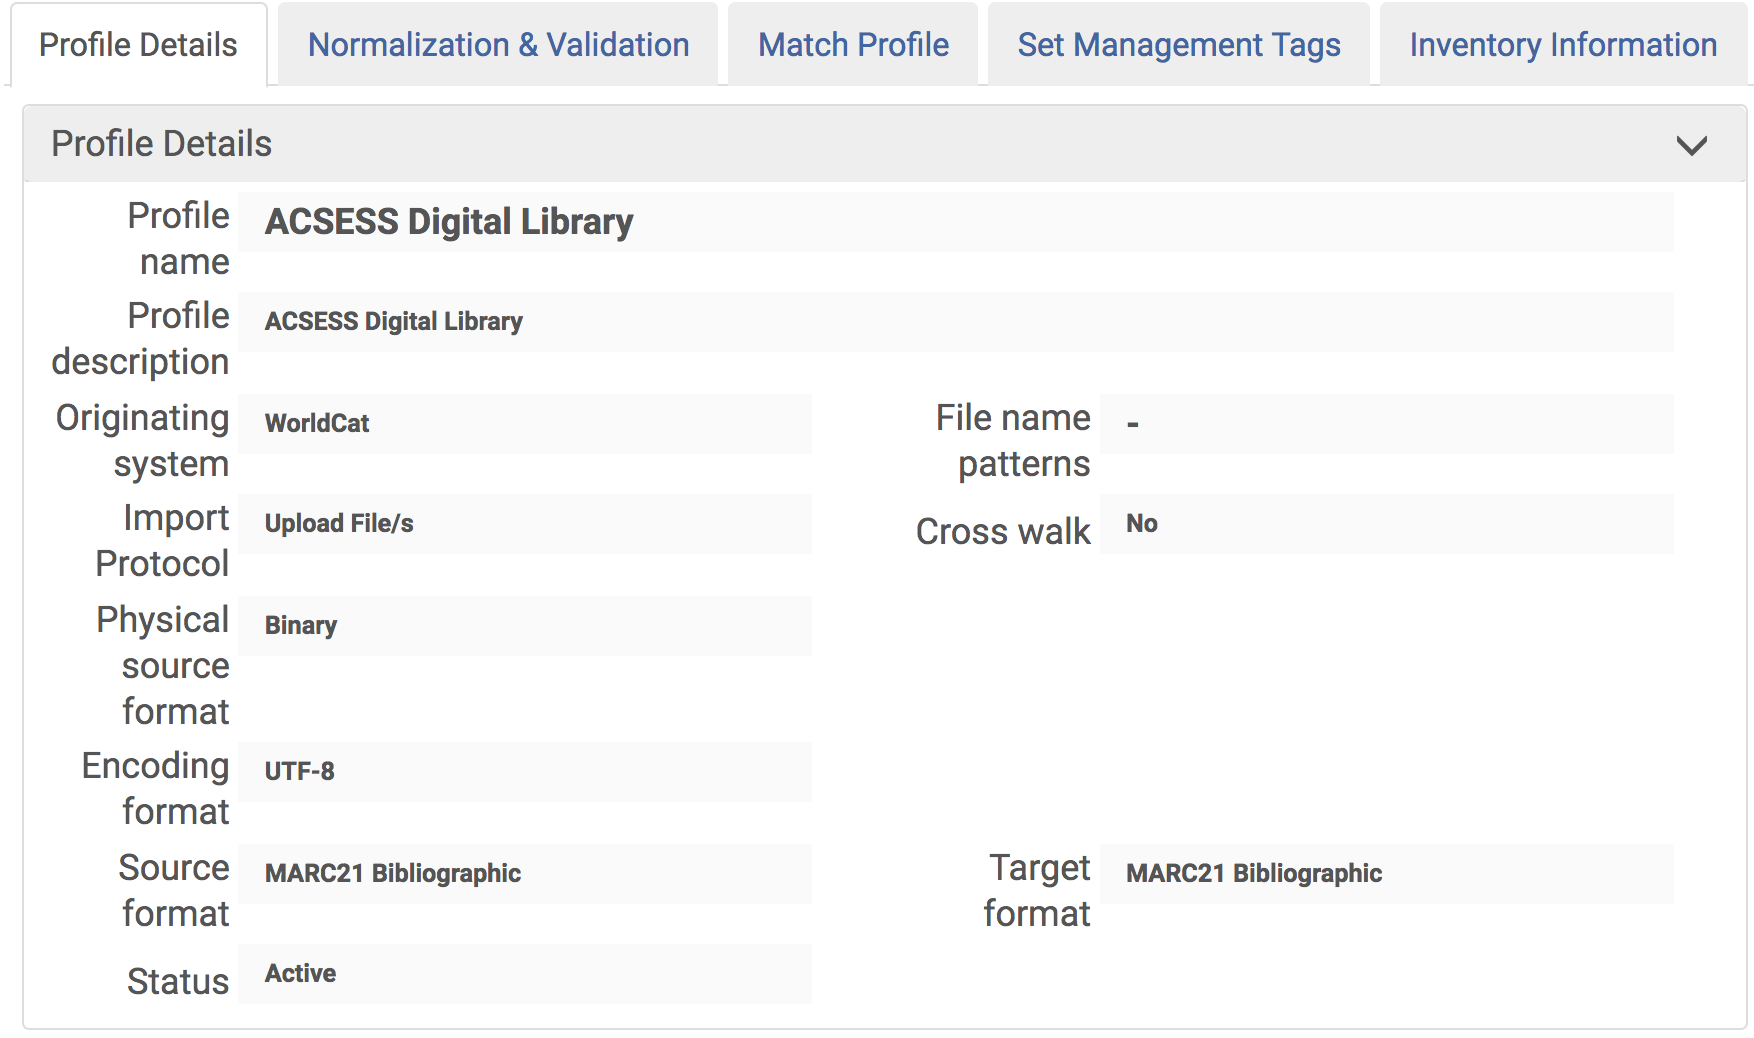 Profile Details
Normalization & Validation
Match Profile
Set Management Tags
Inventory Information
Profile Details
Profile name
ACSESS Digital Library
Profile description
ACSESS Digital Library
Originating system
WorldCat
File name patterns
-
Import Protocol
Upload File/s
Cross walk
No
Physical source format
Binary
Encoding format
UTF-8
Source format
MARC21 Bibliographic
Target format
MARC21 Bibliographic
Status
Active